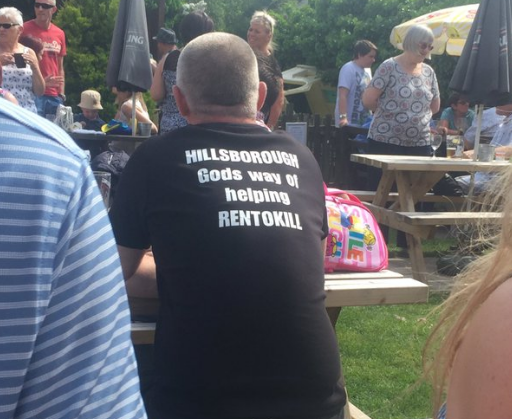 HILLSBOROUGH
Gods way of
helping
RENTOKILL